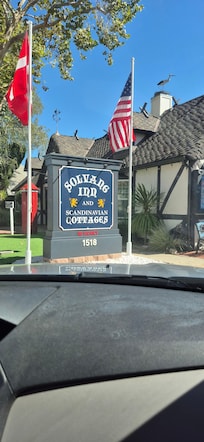 SOLVANG
INN
AND
SCANDINAVIAN
COTTAGES
1518